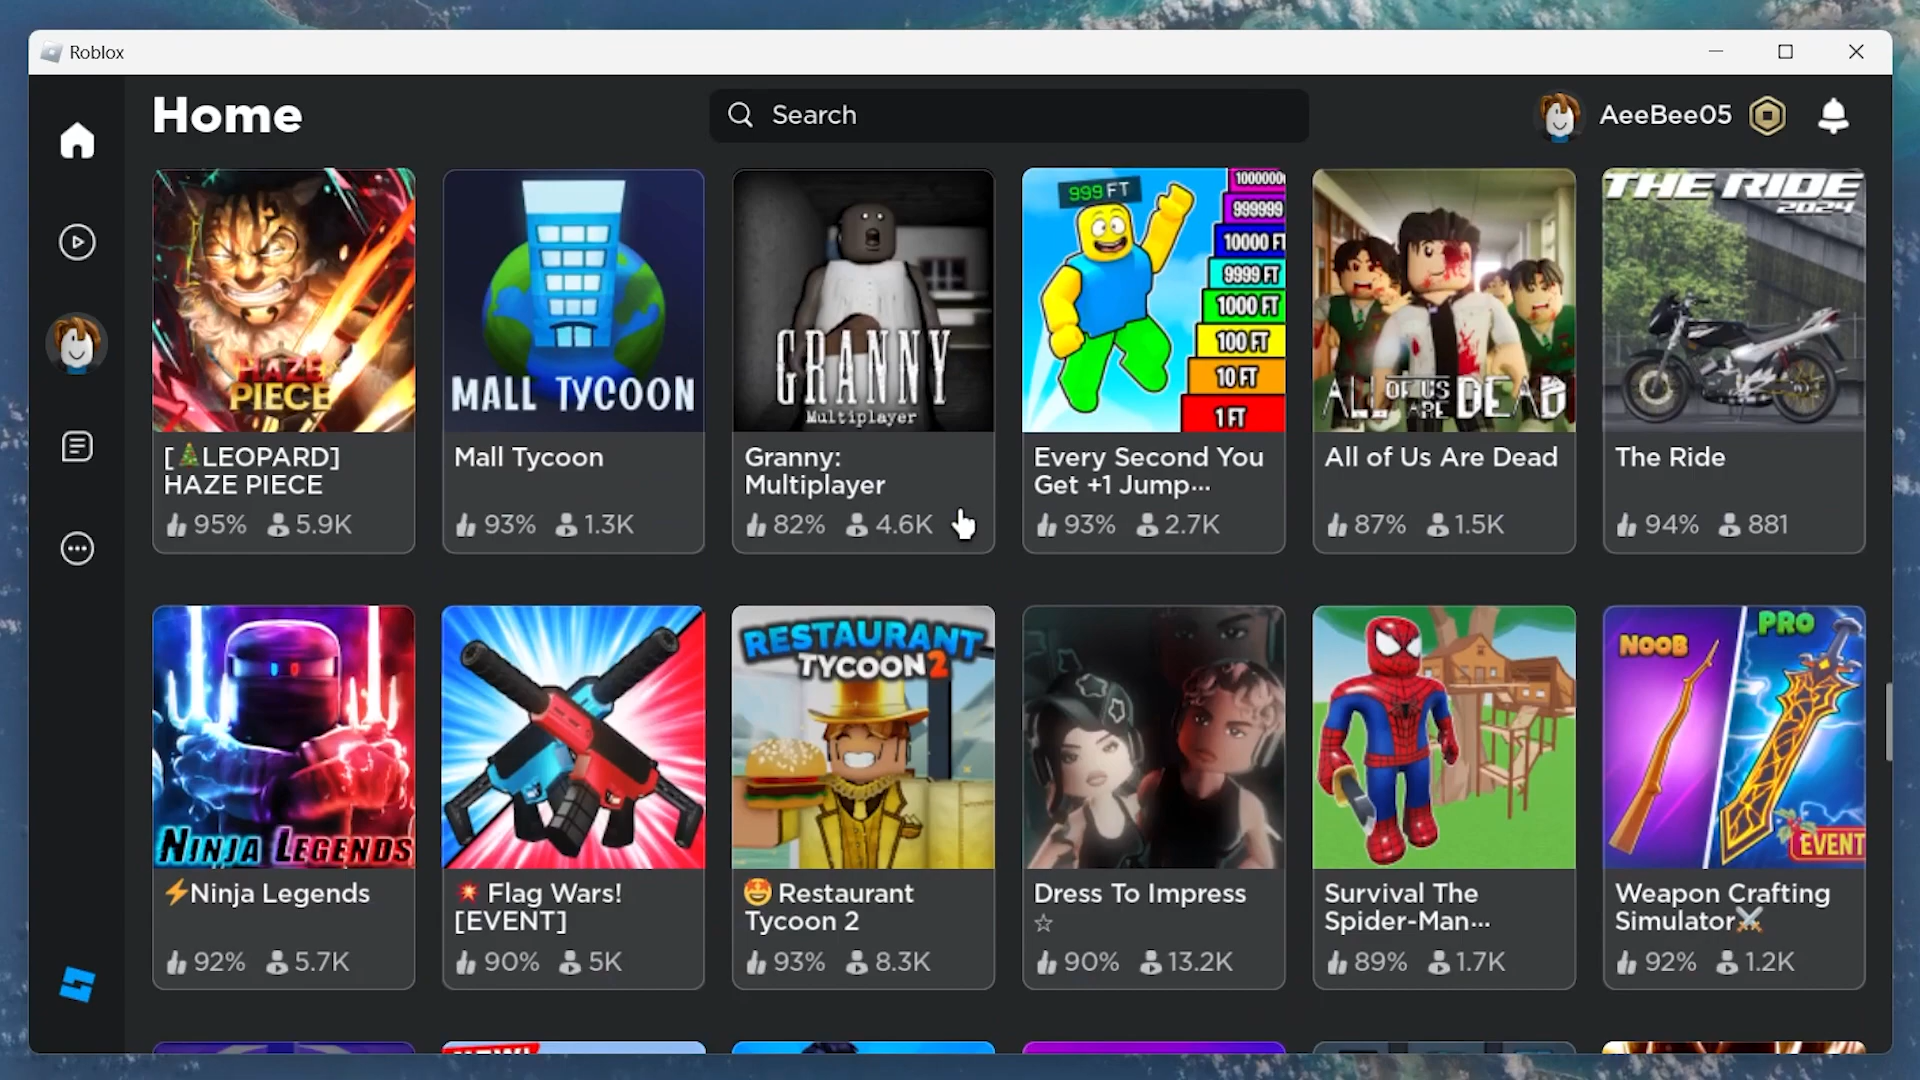 Roblox
Home
Search
AeeBee05
HAZE
PIECE
MALL TYCOON
GRANNY
Multiplayer
999 FT
1000000
999999
10000 FT
9999 FT
1000 FT
100 FT
10 FT
1 FT
ALL OF US ARE DEAD
THE RIDE
2024
[🎄LEOPARD]
HAZE PIECE
95% 5.9K
Mall Tycoon
93% 1.3K
Granny:
Multiplayer
82% 4.6K
Every Second You
Get +1 Jump...
93% 2.7K
All of Us Are Dead
87% 1.5K
The Ride
94% 881
NINJA LEGENDS
RESTAURANT
TYCOON 2
NOOB
PRO
EVENT
⚡Ninja Legends
92% 5.7K
💥 Flag Wars!
[EVENT]
90% 5K
🤩 Restaurant
Tycoon 2
93% 8.3K
Dress To Impress
☆
90% 13.2K
Survival The
Spider-Man...
89% 1.7K
Weapon Crafting
Simulator⚔️
92% 1.2K
NEW!